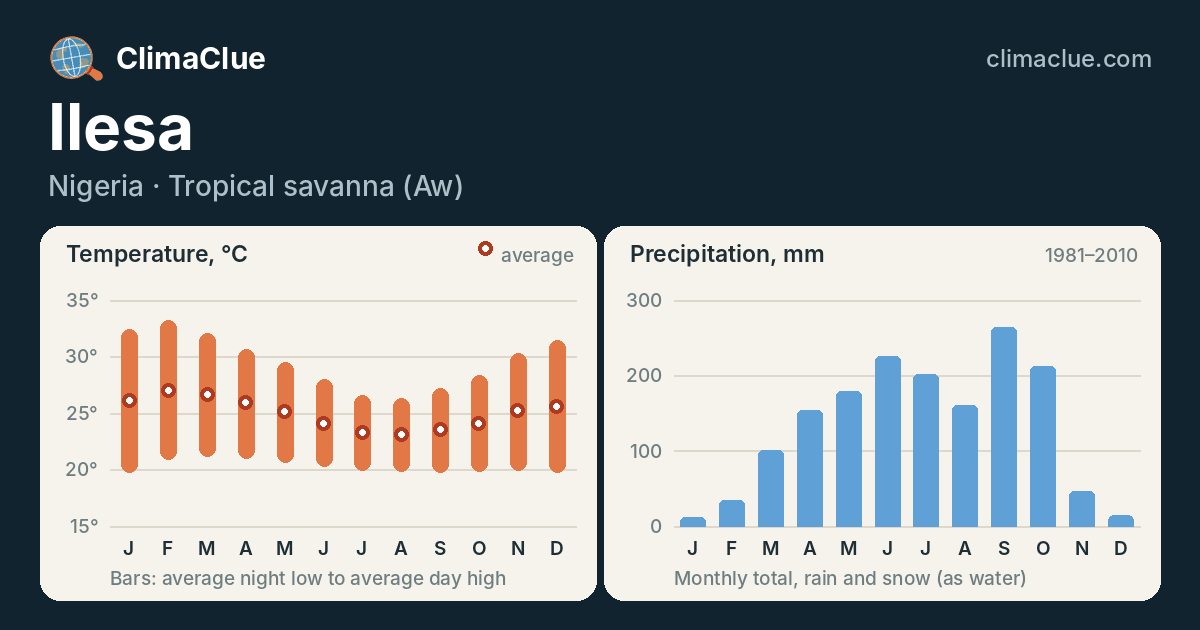 ClimaClue
climaclue.com
Ilesa
Nigeria · Tropical savanna (Aw)
Temperature, °C
average
35°
30°
25°
20°
15°
J F M A M J J A S O N D
Bars: average night low to average day high
Precipitation, mm
1981–2010
300
200
100
0
J F M A M J J A S O N D
Monthly total, rain and snow (as water)